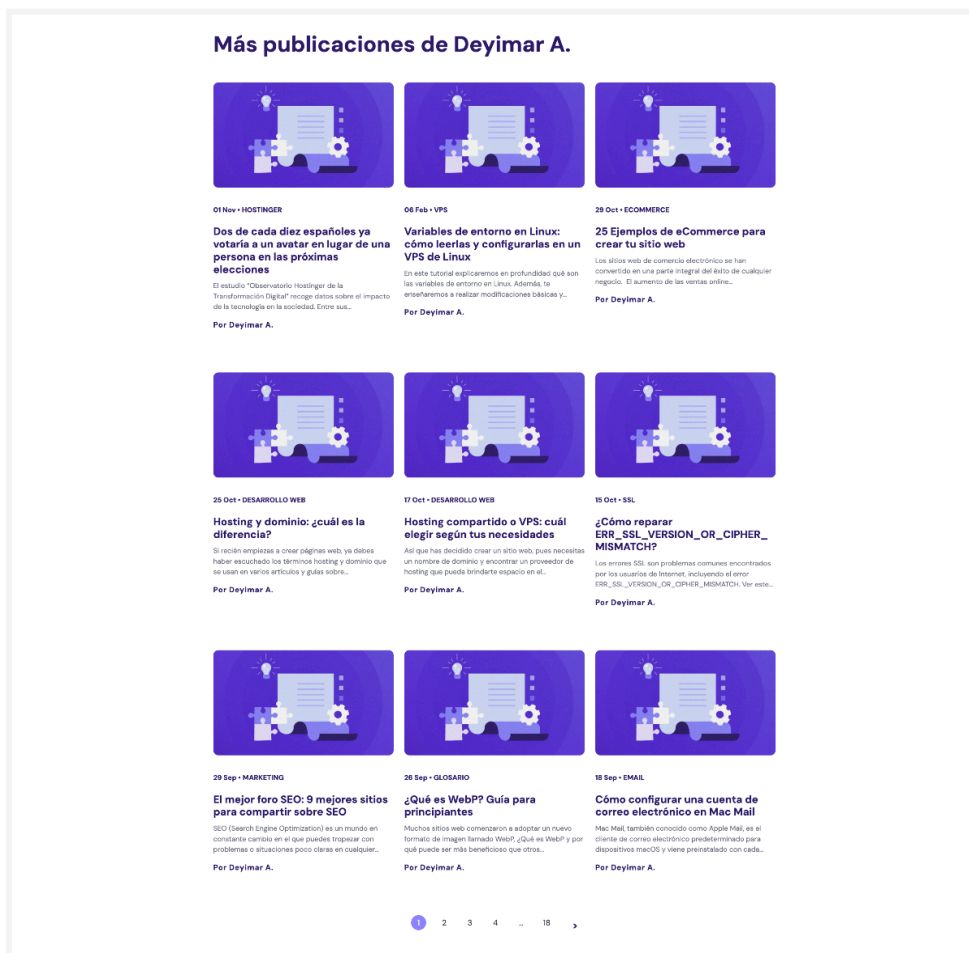 Más publicaciones de Deyimar A.
01 Nov • HOSTINGER
Dos de cada diez españoles ya
votaría a un avatar en lugar de una
persona en las próximas
elecciones
El estudio “Observatorio Hostinger de la
Transformación Digital” recoge datos sobre el impacto
de la tecnología en la sociedad. Entre sus...
Por Deyimar A.
06 Feb • VPS
Variables de entorno en Linux:
cómo leerlas y configurarlas en un
VPS de Linux
En este tutorial explicaremos en profundidad qué son
las variables de entorno en Linux. Además, te
enseñaremos a realizar modificaciones básicas y...
Por Deyimar A.
29 Oct • ECOMMERCE
25 Ejemplos de eCommerce para
crear tu sitio web
Los sitios web de comercio electrónico se han
convertido en una parte integral del éxito de cualquier
negocio. El aumento de las ventas online...
Por Deyimar A.
25 Oct • DESARROLLO WEB
Hosting y dominio: ¿cuál es la
diferencia?
Si recién empiezas a crear páginas web, ya debes
haber escuchado los términos hosting y dominio que
se usan en varios artículos y guías sobre...
Por Deyimar A.
17 Oct • DESARROLLO WEB
Hosting compartido o VPS: cuál
elegir según tus necesidades
Así que has decidido crear un sitio web, pues necesitas
un nombre de dominio y encontrar un proveedor de
hosting que pueda brindarte espacio en el...
Por Deyimar A.
15 Oct • SSL
¿Cómo reparar
ERR_SSL_VERSION_OR_CIPHER_
MISMATCH?
Los errores SSL son problemas comunes encontrados
por los usuarios de Internet, incluyendo el error
ERR_SSL_VERSION_OR_CIPHER_MISMATCH. Ver este...
Por Deyimar A.
29 Sep • MARKETING
El mejor foro SEO: 9 mejores sitios
para compartir sobre SEO
SEO (Search Engine Optimization) es un mundo en
constante cambio en el que puedes tropezar con
problemas o situaciones poco claras en cualquier...
Por Deyimar A.
26 Sep • GLOSARIO
¿Qué es WebP? Guía para
principiantes
Muchos sitios web comenzaron a adoptar un nuevo
formato de imagen llamado WebP. ¿Qué es WebP y por
qué puede ser más beneficioso que otros...
Por Deyimar A.
18 Sep • EMAIL
Cómo configurar una cuenta de
correo electrónico en Mac Mail
Mac Mail, también conocido como Apple Mail, es el
cliente de correo electrónico predeterminado para
dispositivos macOS y viene preinstalado con cada...
Por Deyimar A.
1 2 3 4 ... 18 >